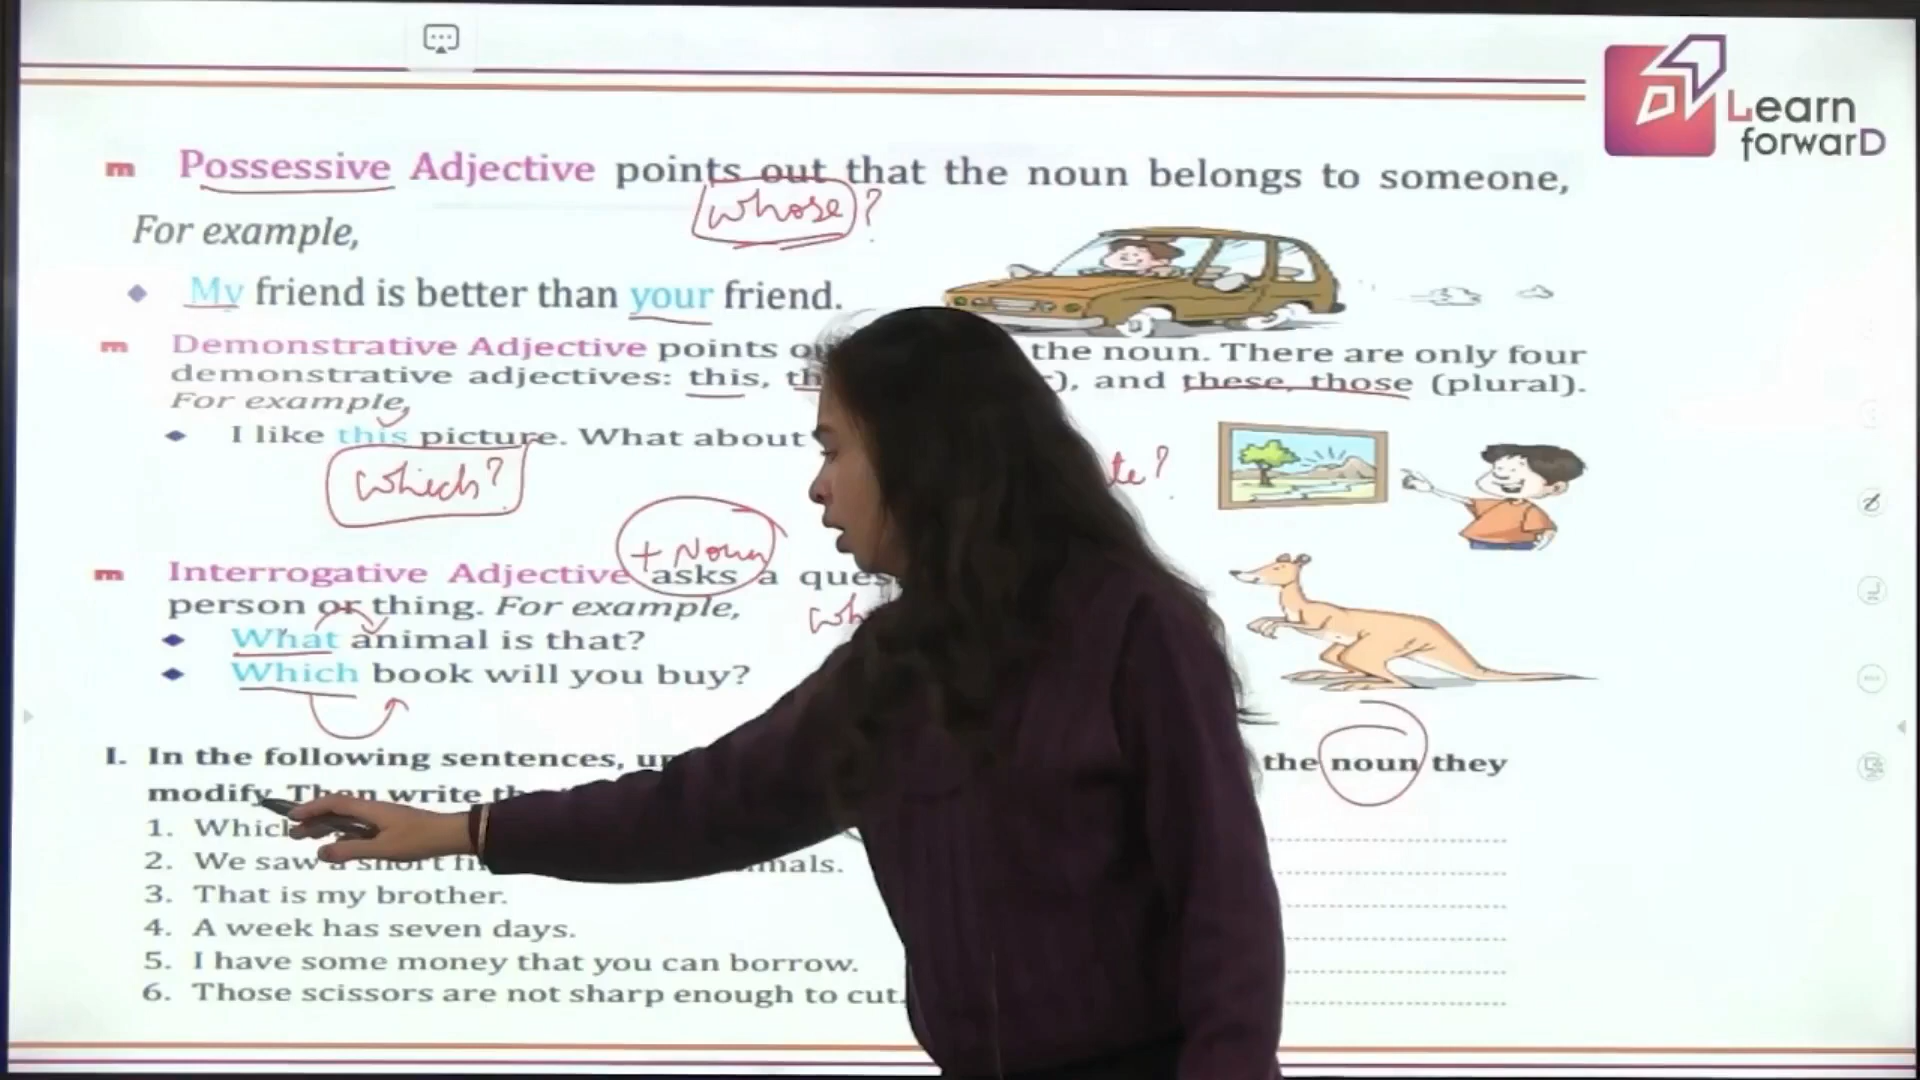 Learn
forwarD
m Possessive Adjective points out that the noun belongs to someone,
whose?
For example,
My friend is better than your friend.
m Demonstrative Adjective points the noun. There are only four
demonstrative adjectives: this, and these, those (plural).
For example,
I like this picture. What about
which?
+ Noun
m Interrogative Adjective asks a
person or thing. For example,
What animal is that?
Which book will you buy?
I. In the following sentences, the noun they
modify. Then write
1. Which
2. We saw a short
3. That is my brother.
4. A week has seven days.
5. I have some money that you can borrow.
6. Those scissors are not sharp enough to cut.